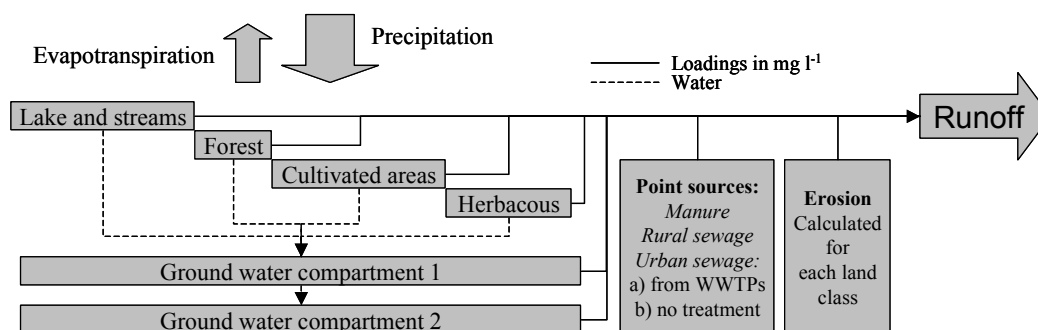 Evapotranspiration
Precipitation
Loadings in mg l-1
Water
Lake and streams
Runoff
Forest
Cultivated areas
Herbacous
Point sources:
Manure
Rural sewage
Urban sewage:
a) from WWTPs
b) no treatment
Erosion
Calculated
for
each land
class
Ground water compartment 1
Ground water compartment 2